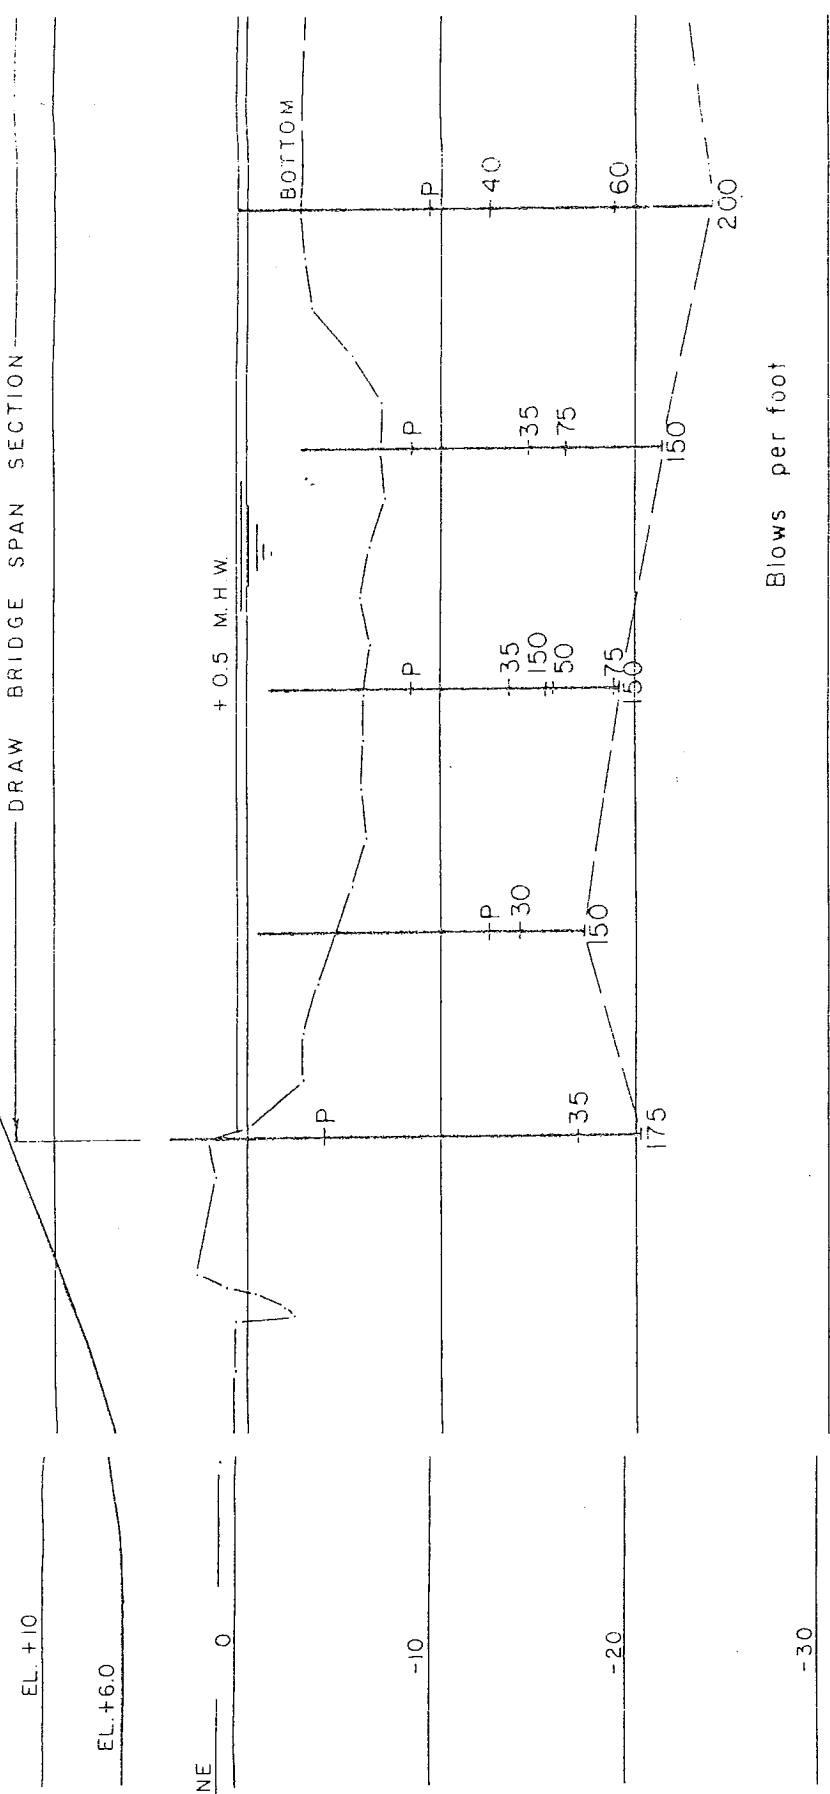 DRAW BRIDGE SPAN SECTION
EL. +10
EL.+6.0
+0.5 M.H.W.
NE
0
BOTTOM
-10
-20
-30
P
35
175
P
30
150
P
35
150
50
75
150
P
35
75
150
P
40
60
200
Blows per foot